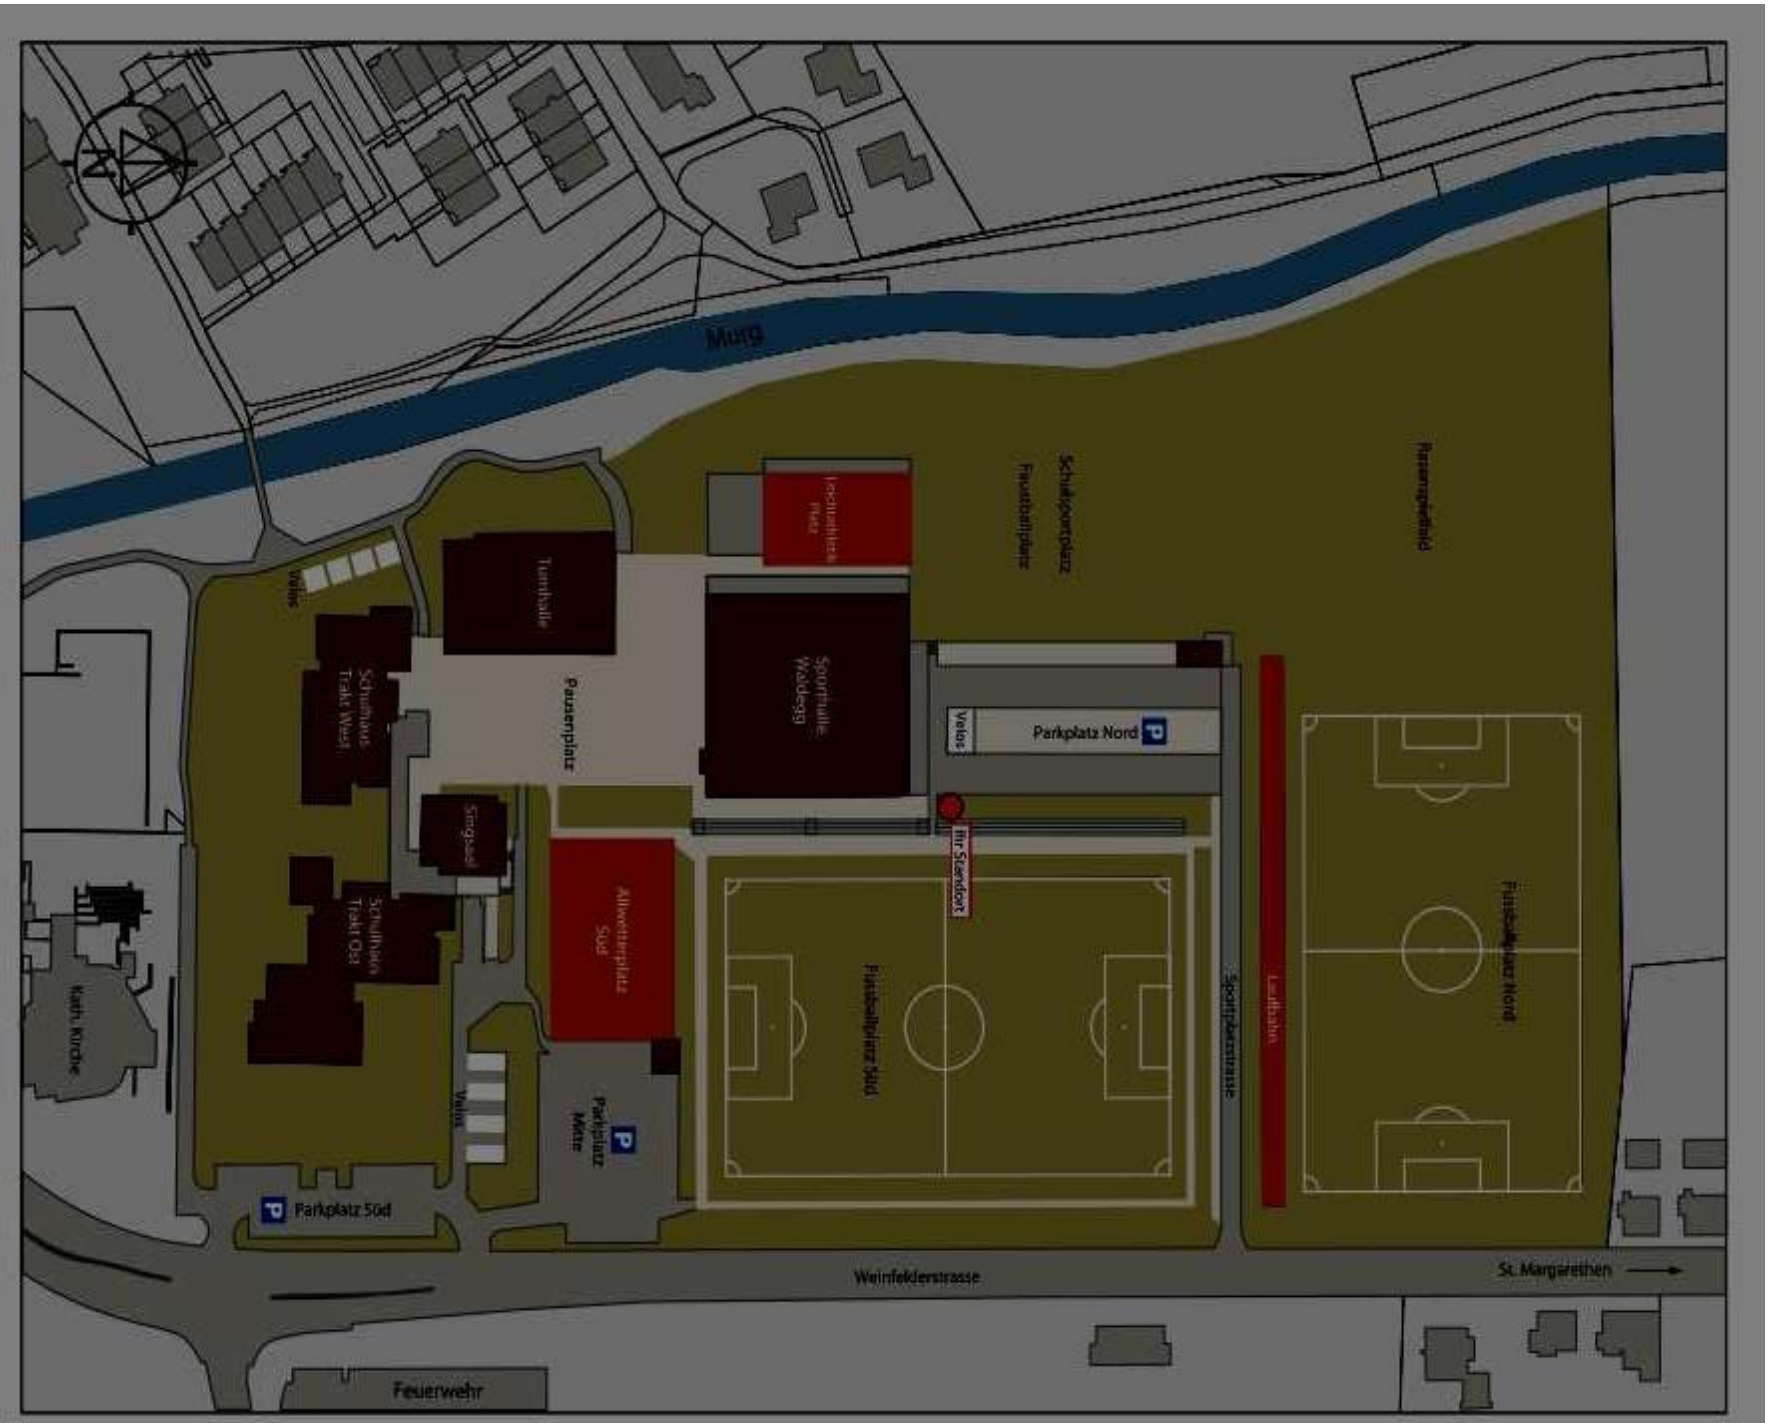 N
Murg
Rasenspielfeld
Schulsportplatz
Faustballplatz
Leichtathletik
Platz
Turnhalle
Velos
Schulhaus
Trakt West
Pausenplatz
Sporthalle
Waldegg
Velos
Parkplatz Nord
P
Singsaal
Ihr Standort
Schulhaus
Trakt Ost
Allwetterplatz
Süd
Fussballplatz Süd
Sportplatzstrasse
Laufbahn
Fussballplatz Nord
Kath. Kirche
Velos
Parkplatz
Mitte
P
P
Parkplatz Süd
Weinfelderstrasse
St. Margarethen
Feuerwehr